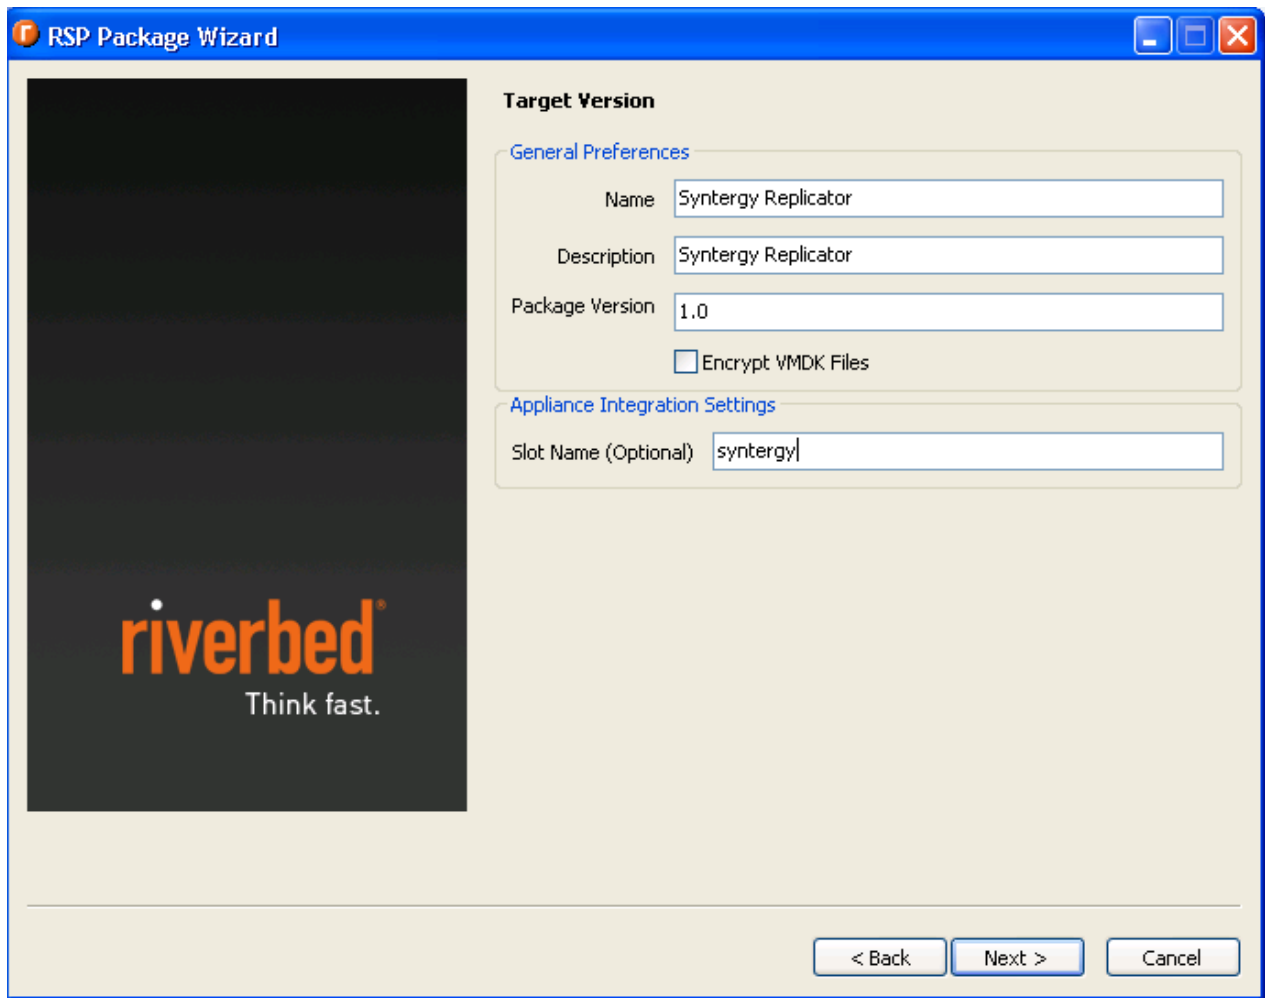 RSP Package Wizard
Target Version
General Preferences
Name Syntergy Replicator
Description Syntergy Replicator
Package Version 1.0
Encrypt VMDK Files
Appliance Integration Settings
Slot Name (Optional) syntergy
riverbed®
Think fast.
< Back Next > Cancel